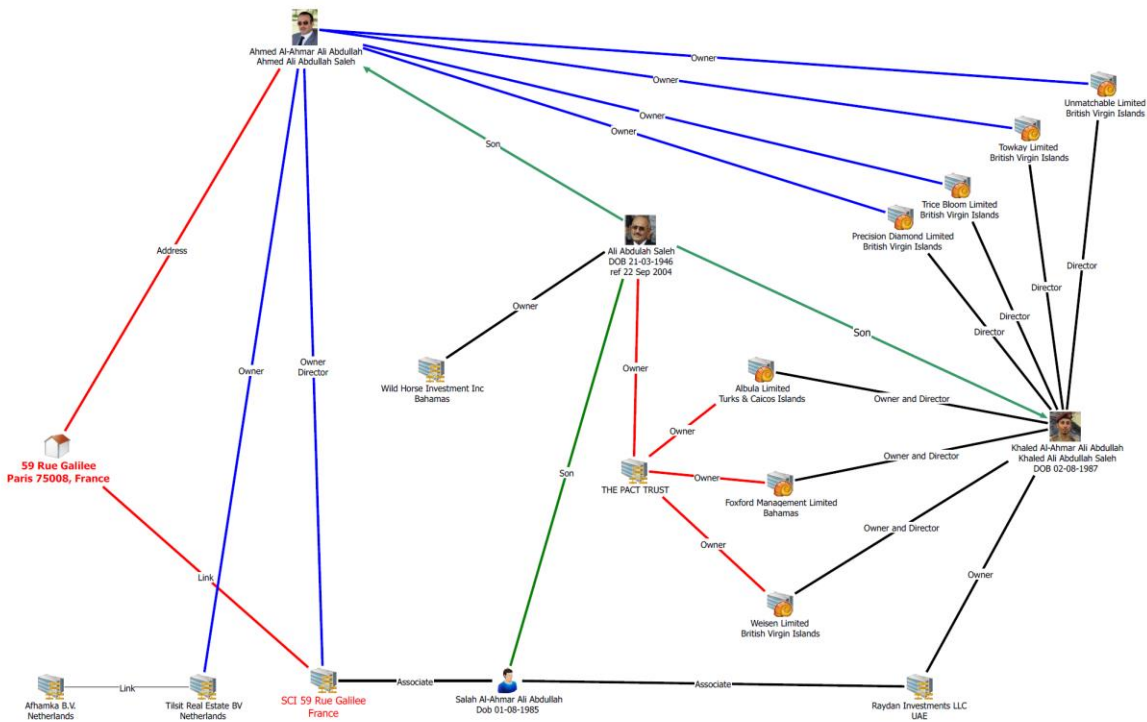 Ahmed Al-Ahmar Ali Abdullah
Ahmed Ali Abdullah Saleh
Owner
Unmatchable Limited
British Virgin Islands
Owner
Towkay Limited
British Virgin Islands
Owner
Trice Bloom Limited
British Virgin Islands
Owner
Precision Diamond Limited
British Virgin Islands
Son
Address
Ali Abdulah Saleh
DOB 21-03-1946
ref 22 Sep 2004
Director
Director
Director
Director
Owner
Son
Owner
Director
Owner
Wild Horse Investment Inc
Bahamas
Owner
Albula Limited
Turks & Caicos Islands
Owner and Director
Owner
Khaled Al-Ahmar Ali Abdullah
Khaled Ali Abdullah Saleh
DOB 02-08-1987
59 Rue Galilee
Paris 75008, France
Son
THE PACT TRUST
Owner
Foxford Management Limited
Bahamas
Owner and Director
Owner
Owner and Director
Link
Weisen Limited
British Virgin Islands
Owner
Afhamka B.V.
Netherlands
Link
Tilsit Real Estate BV
Netherlands
SCI 59 Rue Galilee
France
Associate
Salah Al-Ahmar Ali Abdullah
Dob 01-08-1985
Associate
Raydan Investments LLC
UAE